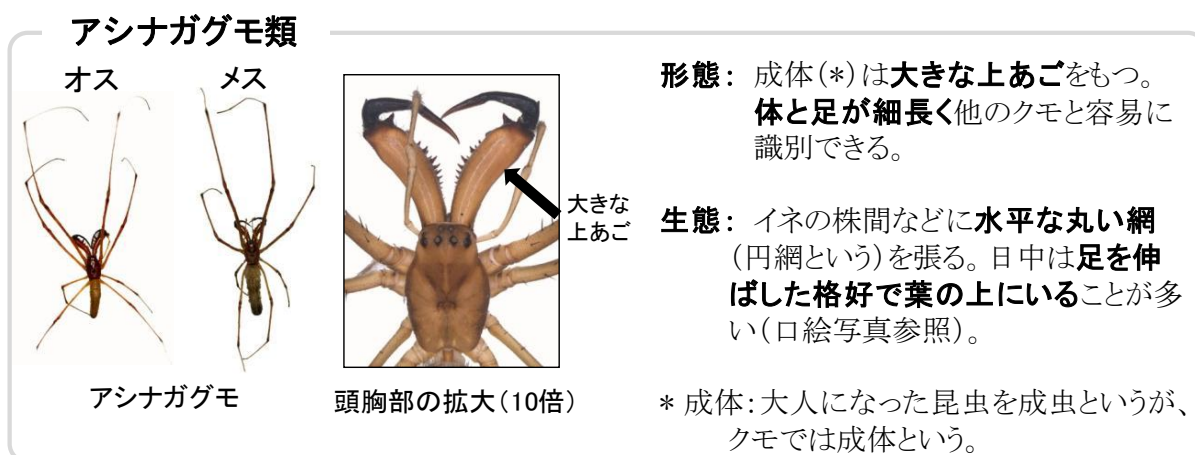 アシナガグモ類
オス
メス
大きな
上あご
アシナガグモ
頭胸部の拡大(10倍)
形態： 成体(*)は大きな上あごをもつ。
体と足が細長く他のクモと容易に
識別できる。
生態： イネの株間などに水平な丸い網
(円網という)を張る。日中は足を伸
ばした格好で葉の上にいることが多
い(口絵写真参照)。
* 成体：大人になった昆虫を成虫というが、
クモでは成体という。